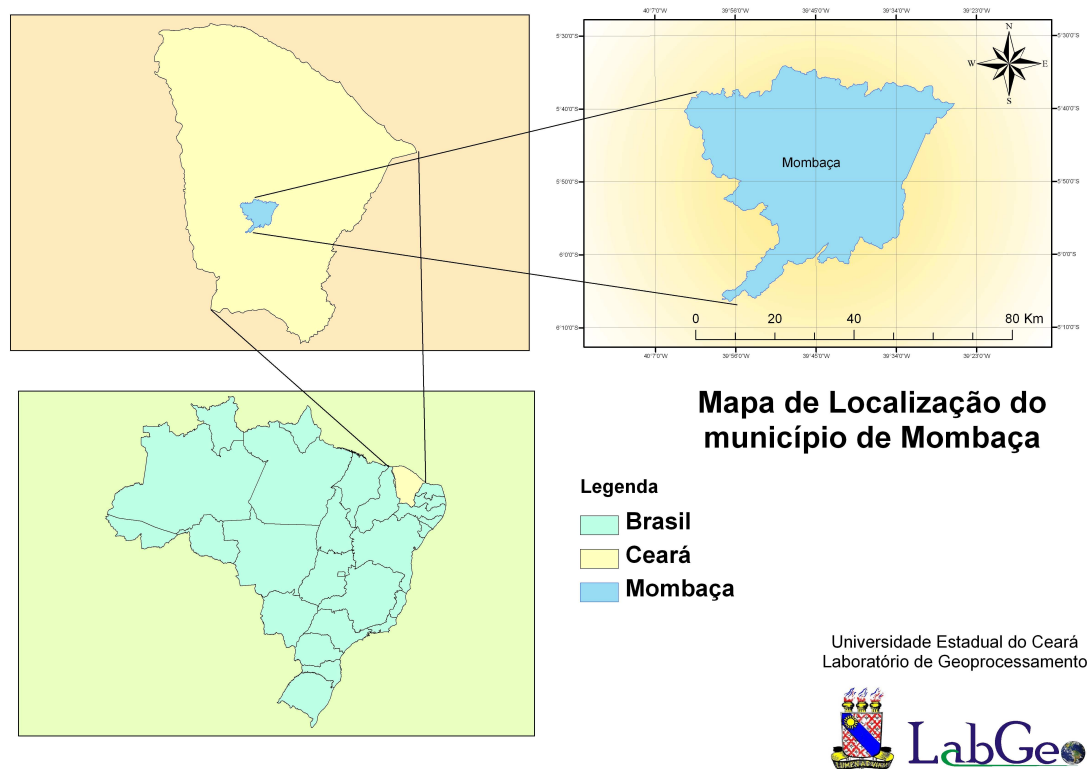 40°7'0"W 39°56'0"W 39°45'0"W 39°34'0"W 39°23'0"W
N
W E
S
5°30'0"S 5°30'0"S
5°40'0"S 5°40'0"S
Mombaça
5°50'0"S 5°50'0"S
6°0'0"S 6°0'0"S
0 20 40 80 Km
6°10'0"S 6°10'0"S
40°7'0"W 39°56'0"W 39°45'0"W 39°34'0"W 39°23'0"W
Mapa de Localização do
município de Mombaça
Legenda
Brasil
Ceará
Mombaça
Universidade Estadual do Ceará
Laboratório de Geoprocessamento
LUMEN AD VIAM
LabGeo